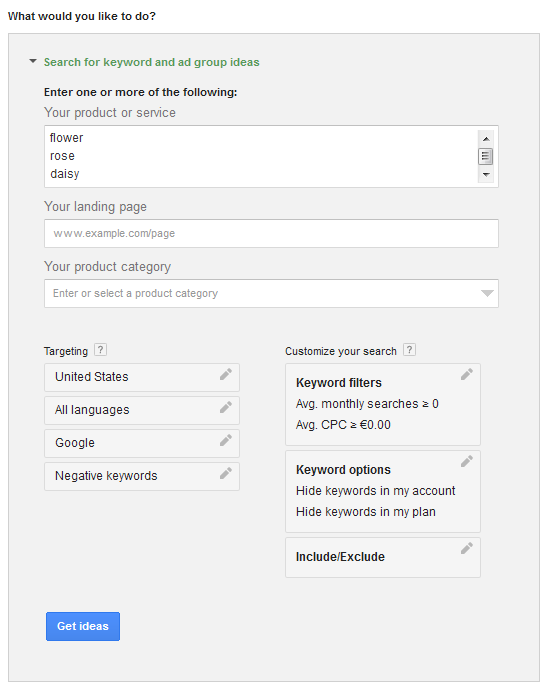 What would you like to do?
Search for keyword and ad group ideas
Enter one or more of the following:
Your product or service
flower
rose
daisy
Your landing page
www.example.com/page
Your product category
Enter or select a product category
Targeting ?
United States
All languages
Google
Negative keywords
Customize your search ?
Keyword filters
Avg. monthly searches ≥ 0
Avg. CPC ≥ €0.00
Keyword options
Hide keywords in my account
Hide keywords in my plan
Include/Exclude
Get ideas